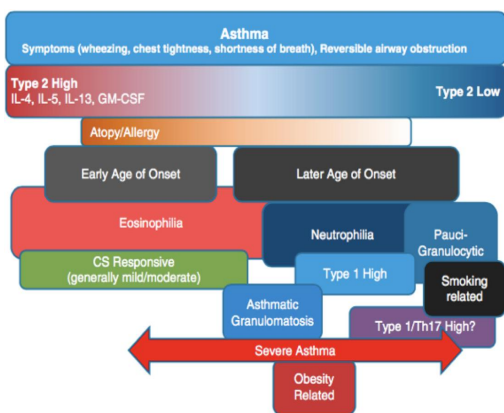 Asthma
Symptoms (wheezing, chest tightness, shortness of breath), Reversible airway obstruction
Type 2 High
IL-4, IL-5, IL-13, GM-CSF
Type 2 Low
Atopy/Allergy
Early Age of Onset
Later Age of Onset
Eosinophilia
Neutrophilia
Pauci-
Granulocytic
CS Responsive
(generally mild/moderate)
Type 1 High
Smoking
related
Asthmatic
Granulomatosis
Type 1/Th17 High?
Severe Asthma
Obesity
Related